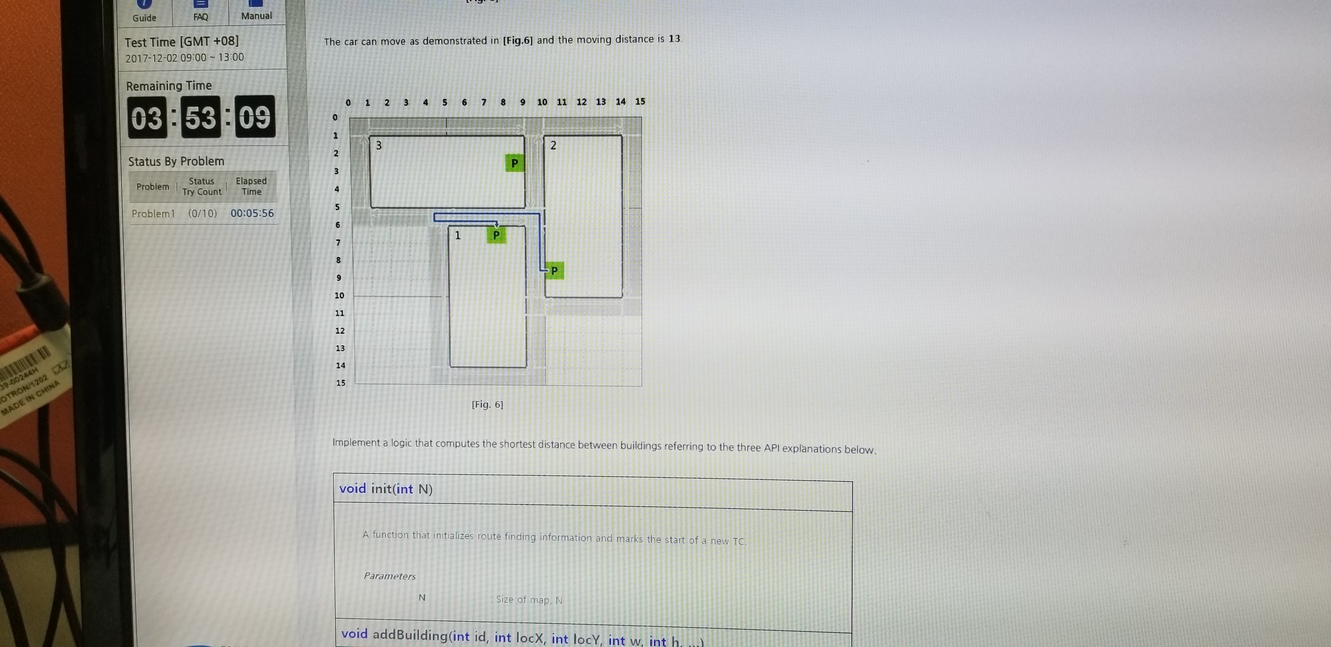 Guide FAQ Manual
Test Time [GMT +08]
2017-12-02 09:00 ~ 13:00
Remaining Time
03 : 53 : 09
Status By Problem
Problem Status Try Count Elapsed Time
Problem1 (0/10) 00:05:56
The car can move as demonstrated in [Fig.6] and the moving distance is 13.
0 1 2 3 4 5 6 7 8 9 10 11 12 13 14 15
0
1
2
3
4
5
6
7
8
9
10
11
12
13
14
15
3
P
2
1
P
P
[Fig. 6]
Implement a logic that computes the shortest distance between buildings referring to the three API explanations below.
void init(int N)
A function that initializes route finding information and marks the start of a new TC.
Parameters
N Size of map, N
void addBuilding(int id, int locX, int locY, int w, int h, ...)
MADE IN CHINA